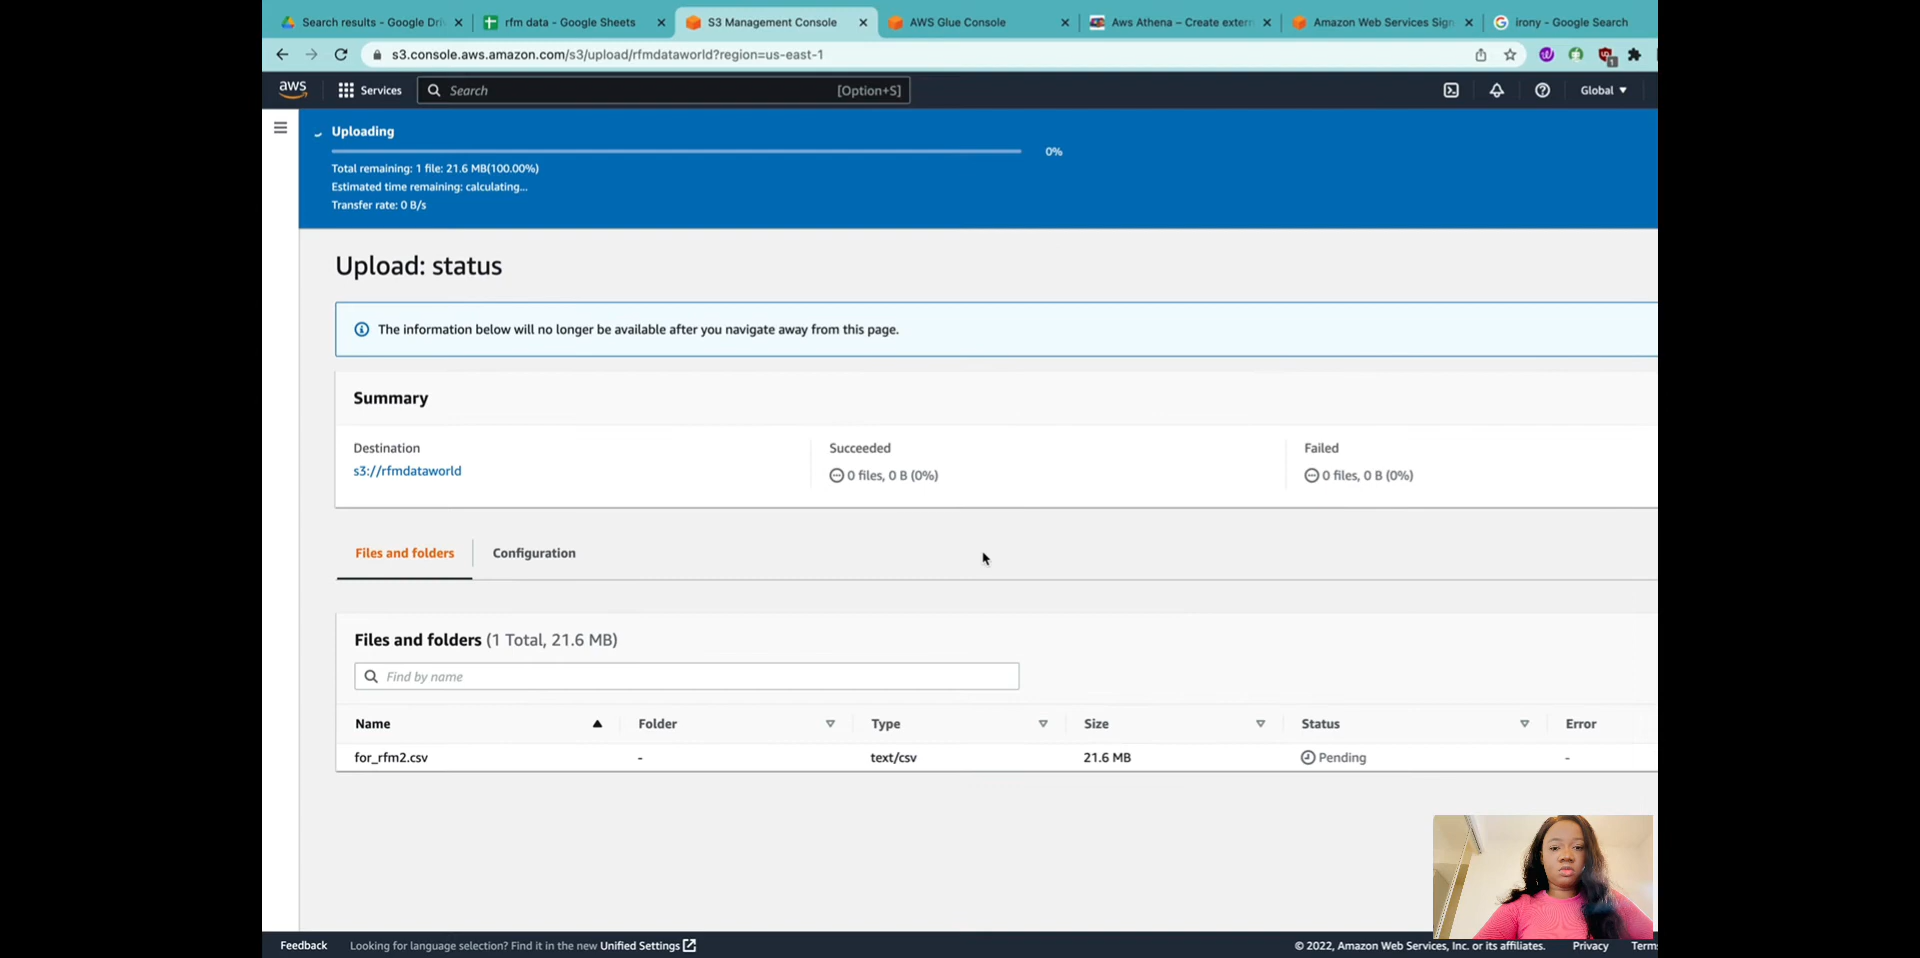 Search results - Google Dri
rfm data - Google Sheets
S3 Management Console
AWS Glue Console
Aws Athena – Create extern
Amazon Web Services Sign
irony - Google Search
s3.console.aws.amazon.com/s3/upload/rfmdataworld?region=us-east-1
1
aws
Services
Search
[Option+S]
Global
Uploading
0%
Total remaining: 1 file: 21.6 MB(100.00%)
Estimated time remaining: calculating...
Transfer rate: 0 B/s
Upload: status
The information below will no longer be available after you navigate away from this page.
Summary
Destination
Succeeded
Failed
s3://rfmdataworld
0 files, 0 B (0%)
0 files, 0 B (0%)
Files and folders
Configuration
Files and folders (1 Total, 21.6 MB)
Find by name
Name
Folder
Type
Size
Status
Error
for_rfm2.csv
-
text/csv
21.6 MB
Pending
-
Feedback
Looking for language selection? Find it in the new Unified Settings
© 2022, Amazon Web Services, Inc. or its affiliates.
Privacy
Terms